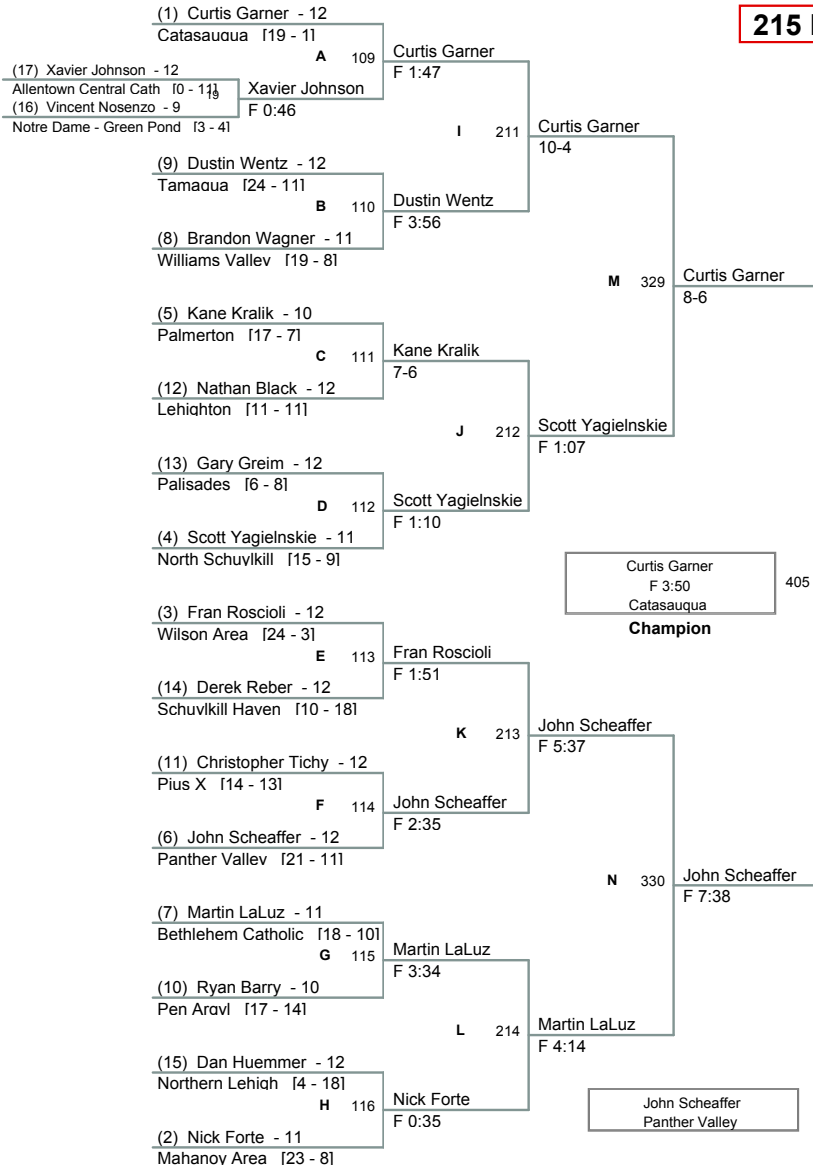 (1) Curtis Garner - 12
215
Catasauqua [19 - 1]
A 109
Curtis Garner
F 1:47
(17) Xavier Johnson - 12
Allentown Central Cath [0 - 11]
19
Xavier Johnson
F 0:46
(16) Vincent Nosenzo - 9
Notre Dame - Green Pond [3 - 4]
I 211
Curtis Garner
10-4
(9) Dustin Wentz - 12
Tamaqua [24 - 11]
B 110
Dustin Wentz
F 3:56
(8) Brandon Wagner - 11
Williams Valley [19 - 8]
M 329
Curtis Garner
8-6
(5) Kane Kralik - 10
Palmerton [17 - 7]
C 111
Kane Kralik
7-6
(12) Nathan Black - 12
Lehighton [11 - 11]
J 212
Scott Yagielnskie
F 1:07
(13) Gary Greim - 12
Palisades [6 - 8]
D 112
Scott Yagielnskie
F 1:10
(4) Scott Yagielnskie - 11
North Schuylkill [15 - 9]
Curtis Garner
F 3:50
Catasauqua
405
Champion
(3) Fran Roscioli - 12
Wilson Area [24 - 3]
E 113
Fran Roscioli
F 1:51
(14) Derek Reber - 12
Schuylkill Haven [10 - 18]
K 213
John Scheaffer
F 5:37
(11) Christopher Tichy - 12
Pius X [14 - 13]
F 114
John Scheaffer
F 2:35
(6) John Scheaffer - 12
Panther Valley [21 - 11]
N 330
John Scheaffer
F 7:38
(7) Martin LaLuz - 11
Bethlehem Catholic [18 - 10]
G 115
Martin LaLuz
F 3:34
(10) Ryan Barry - 10
Pen Argyl [17 - 14]
L 214
Martin LaLuz
F 4:14
(15) Dan Huemmer - 12
Northern Lehigh [4 - 18]
H 116
Nick Forte
F 0:35
(2) Nick Forte - 11
Mahanoy Area [23 - 8]
John Scheaffer
Panther Valley